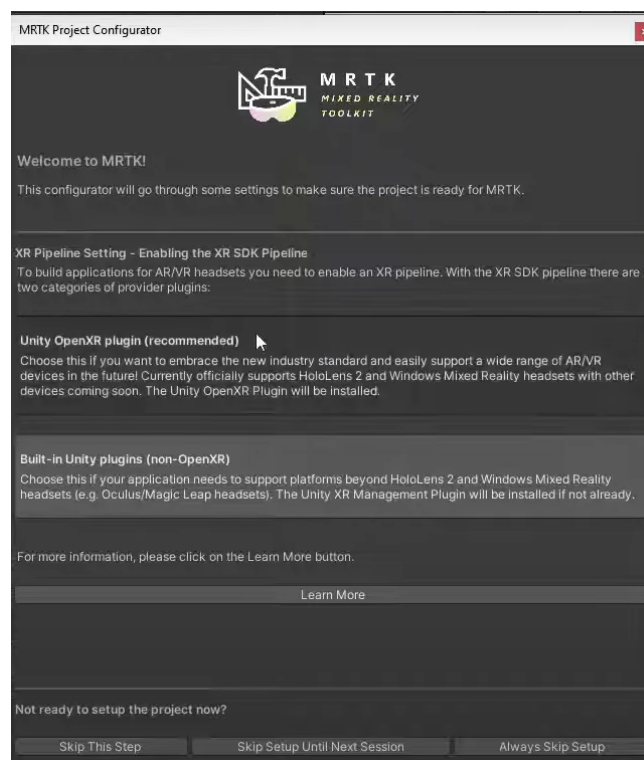 MRTK Project Configurator
MRTK
MIXED REALITY
TOOLKIT
Welcome to MRTK!
This configurator will go through some settings to make sure the project is ready for MRTK.
XR Pipeline Setting - Enabling the XR SDK Pipeline
To build applications for AR/VR headsets you need to enable an XR pipeline. With the XR SDK pipeline there are
two categories of provider plugins:
Unity OpenXR plugin (recommended)
Choose this if you want to embrace the new industry standard and easily support a wide range of AR/VR
devices in the future! Currently officially supports HoloLens 2 and Windows Mixed Reality headsets with other
devices coming soon. The Unity OpenXR Plugin will be installed.
Built-in Unity plugins (non-OpenXR)
Choose this if your application needs to support platforms beyond HoloLens 2 and Windows Mixed Reality
headsets (e.g. Oculus/Magic Leap headsets). The Unity XR Management Plugin will be installed if not already.
For more information, please click on the Learn More button.
Learn More
Not ready to setup the project now?
Skip This Step Skip Setup Until Next Session Always Skip Setup